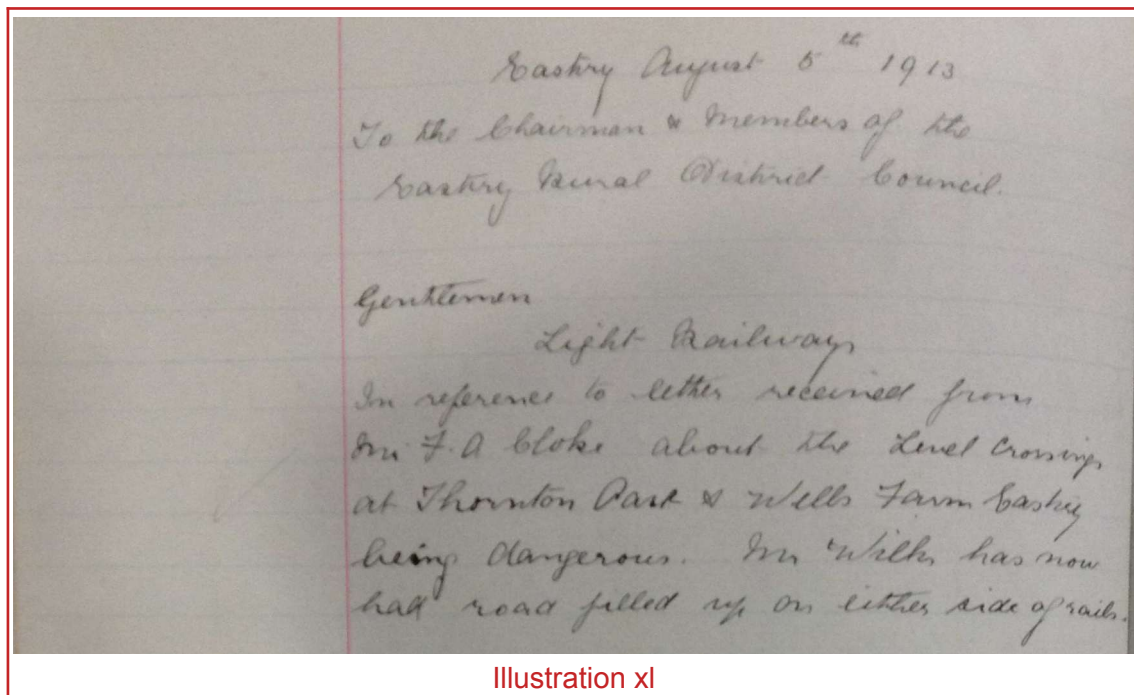 Eastry August 5th 1913
To the Chairman & Members of the
Eastry Rural District Council.
Gentlemen
Light Railways
In reference to letter received from
Mr F. A Cloke about the Level Crossings
at Thornton Park & Wells Farm Eastry
being dangerous. Mr Wilks has now
had road filled up on either side of rails.
Illustration xl